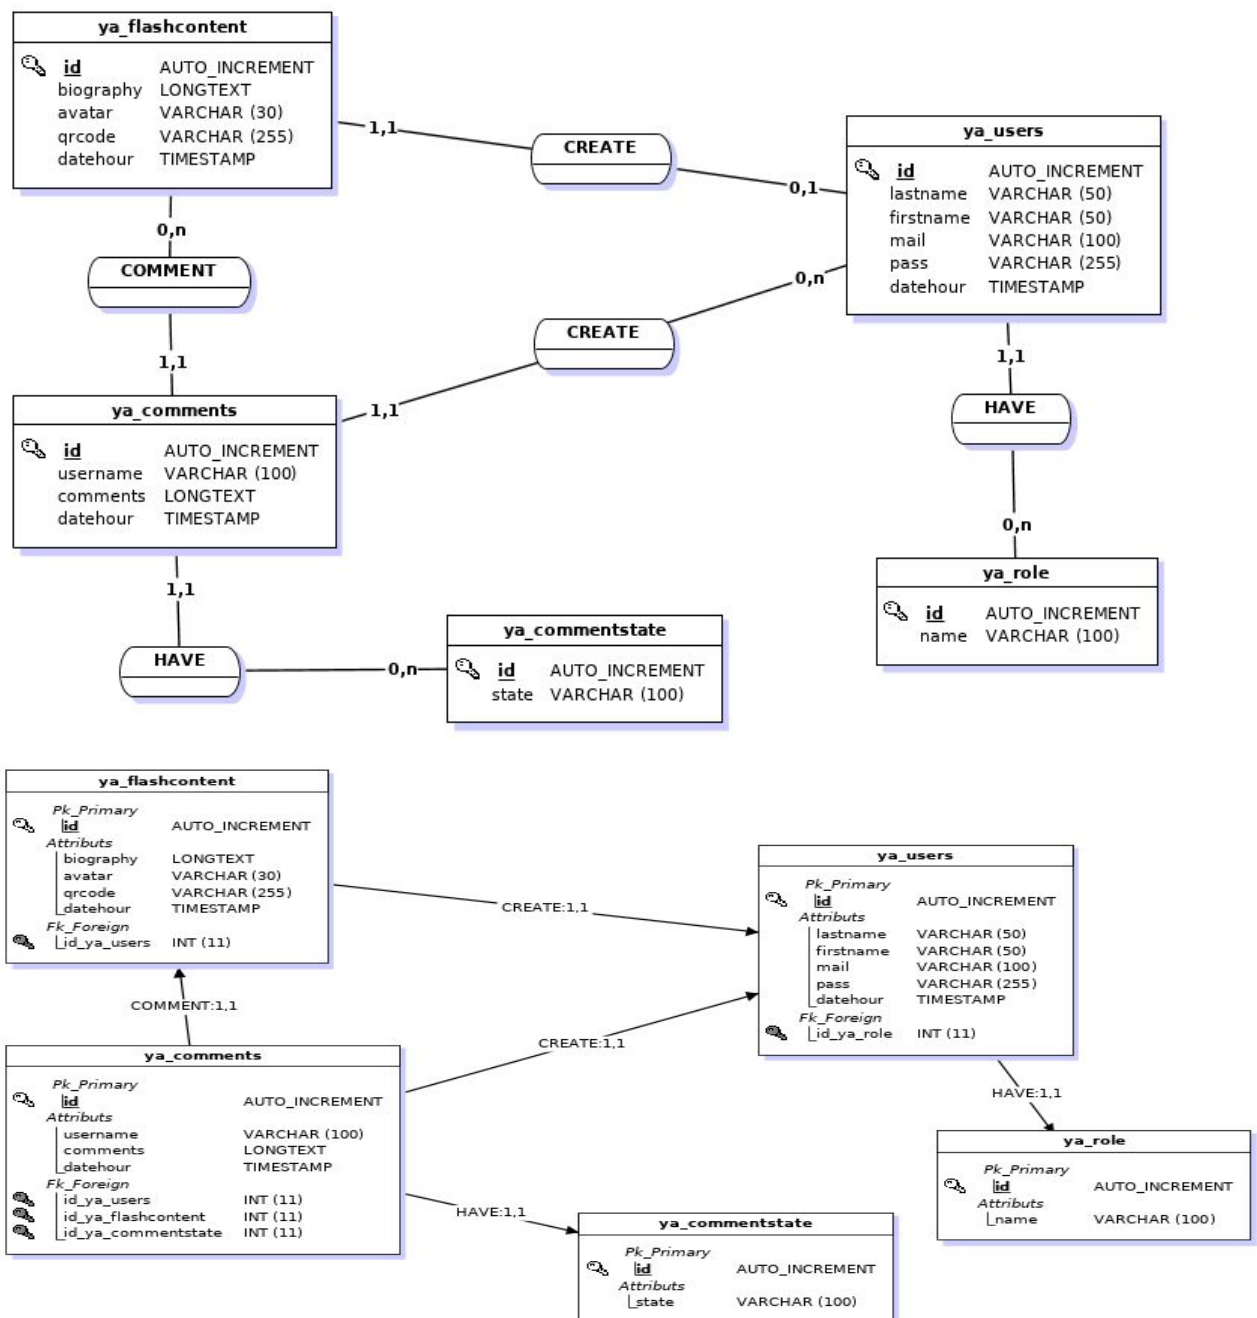 ya_flashcontent
id AUTO_INCREMENT
biography LONGTEXT
avatar VARCHAR (30)
qrcode VARCHAR (255)
datehour TIMESTAMP
1,1
CREATE
0,1
ya_users
id AUTO_INCREMENT
lastname VARCHAR (50)
firstname VARCHAR (50)
mail VARCHAR (100)
pass VARCHAR (255)
datehour TIMESTAMP
0,n
COMMENT
1,1
0,n
CREATE
1,1
1,1
HAVE
0,n
ya_comments
id AUTO_INCREMENT
username VARCHAR (100)
comments LONGTEXT
datehour TIMESTAMP
ya_role
id AUTO_INCREMENT
name VARCHAR (100)
1,1
HAVE
0,n
ya_commentstate
id AUTO_INCREMENT
state VARCHAR (100)
ya_flashcontent
Pk_Primary
id AUTO_INCREMENT
Attributs
biography LONGTEXT
avatar VARCHAR (30)
qrcode VARCHAR (255)
datehour TIMESTAMP
Fk_Foreign
id_ya_users INT (11)
CREATE:1,1
ya_users
Pk_Primary
id AUTO_INCREMENT
Attributs
lastname VARCHAR (50)
firstname VARCHAR (50)
mail VARCHAR (100)
pass VARCHAR (255)
datehour TIMESTAMP
Fk_Foreign
id_ya_role INT (11)
COMMENT:1,1
CREATE:1,1
HAVE:1,1
ya_comments
Pk_Primary
id AUTO_INCREMENT
Attributs
username VARCHAR (100)
comments LONGTEXT
datehour TIMESTAMP
Fk_Foreign
id_ya_users INT (11)
id_ya_flashcontent INT (11)
id_ya_commentstate INT (11)
HAVE:1,1
ya_role
Pk_Primary
id AUTO_INCREMENT
Attributs
name VARCHAR (100)
ya_commentstate
Pk_Primary
id AUTO_INCREMENT
Attributs
state VARCHAR (100)